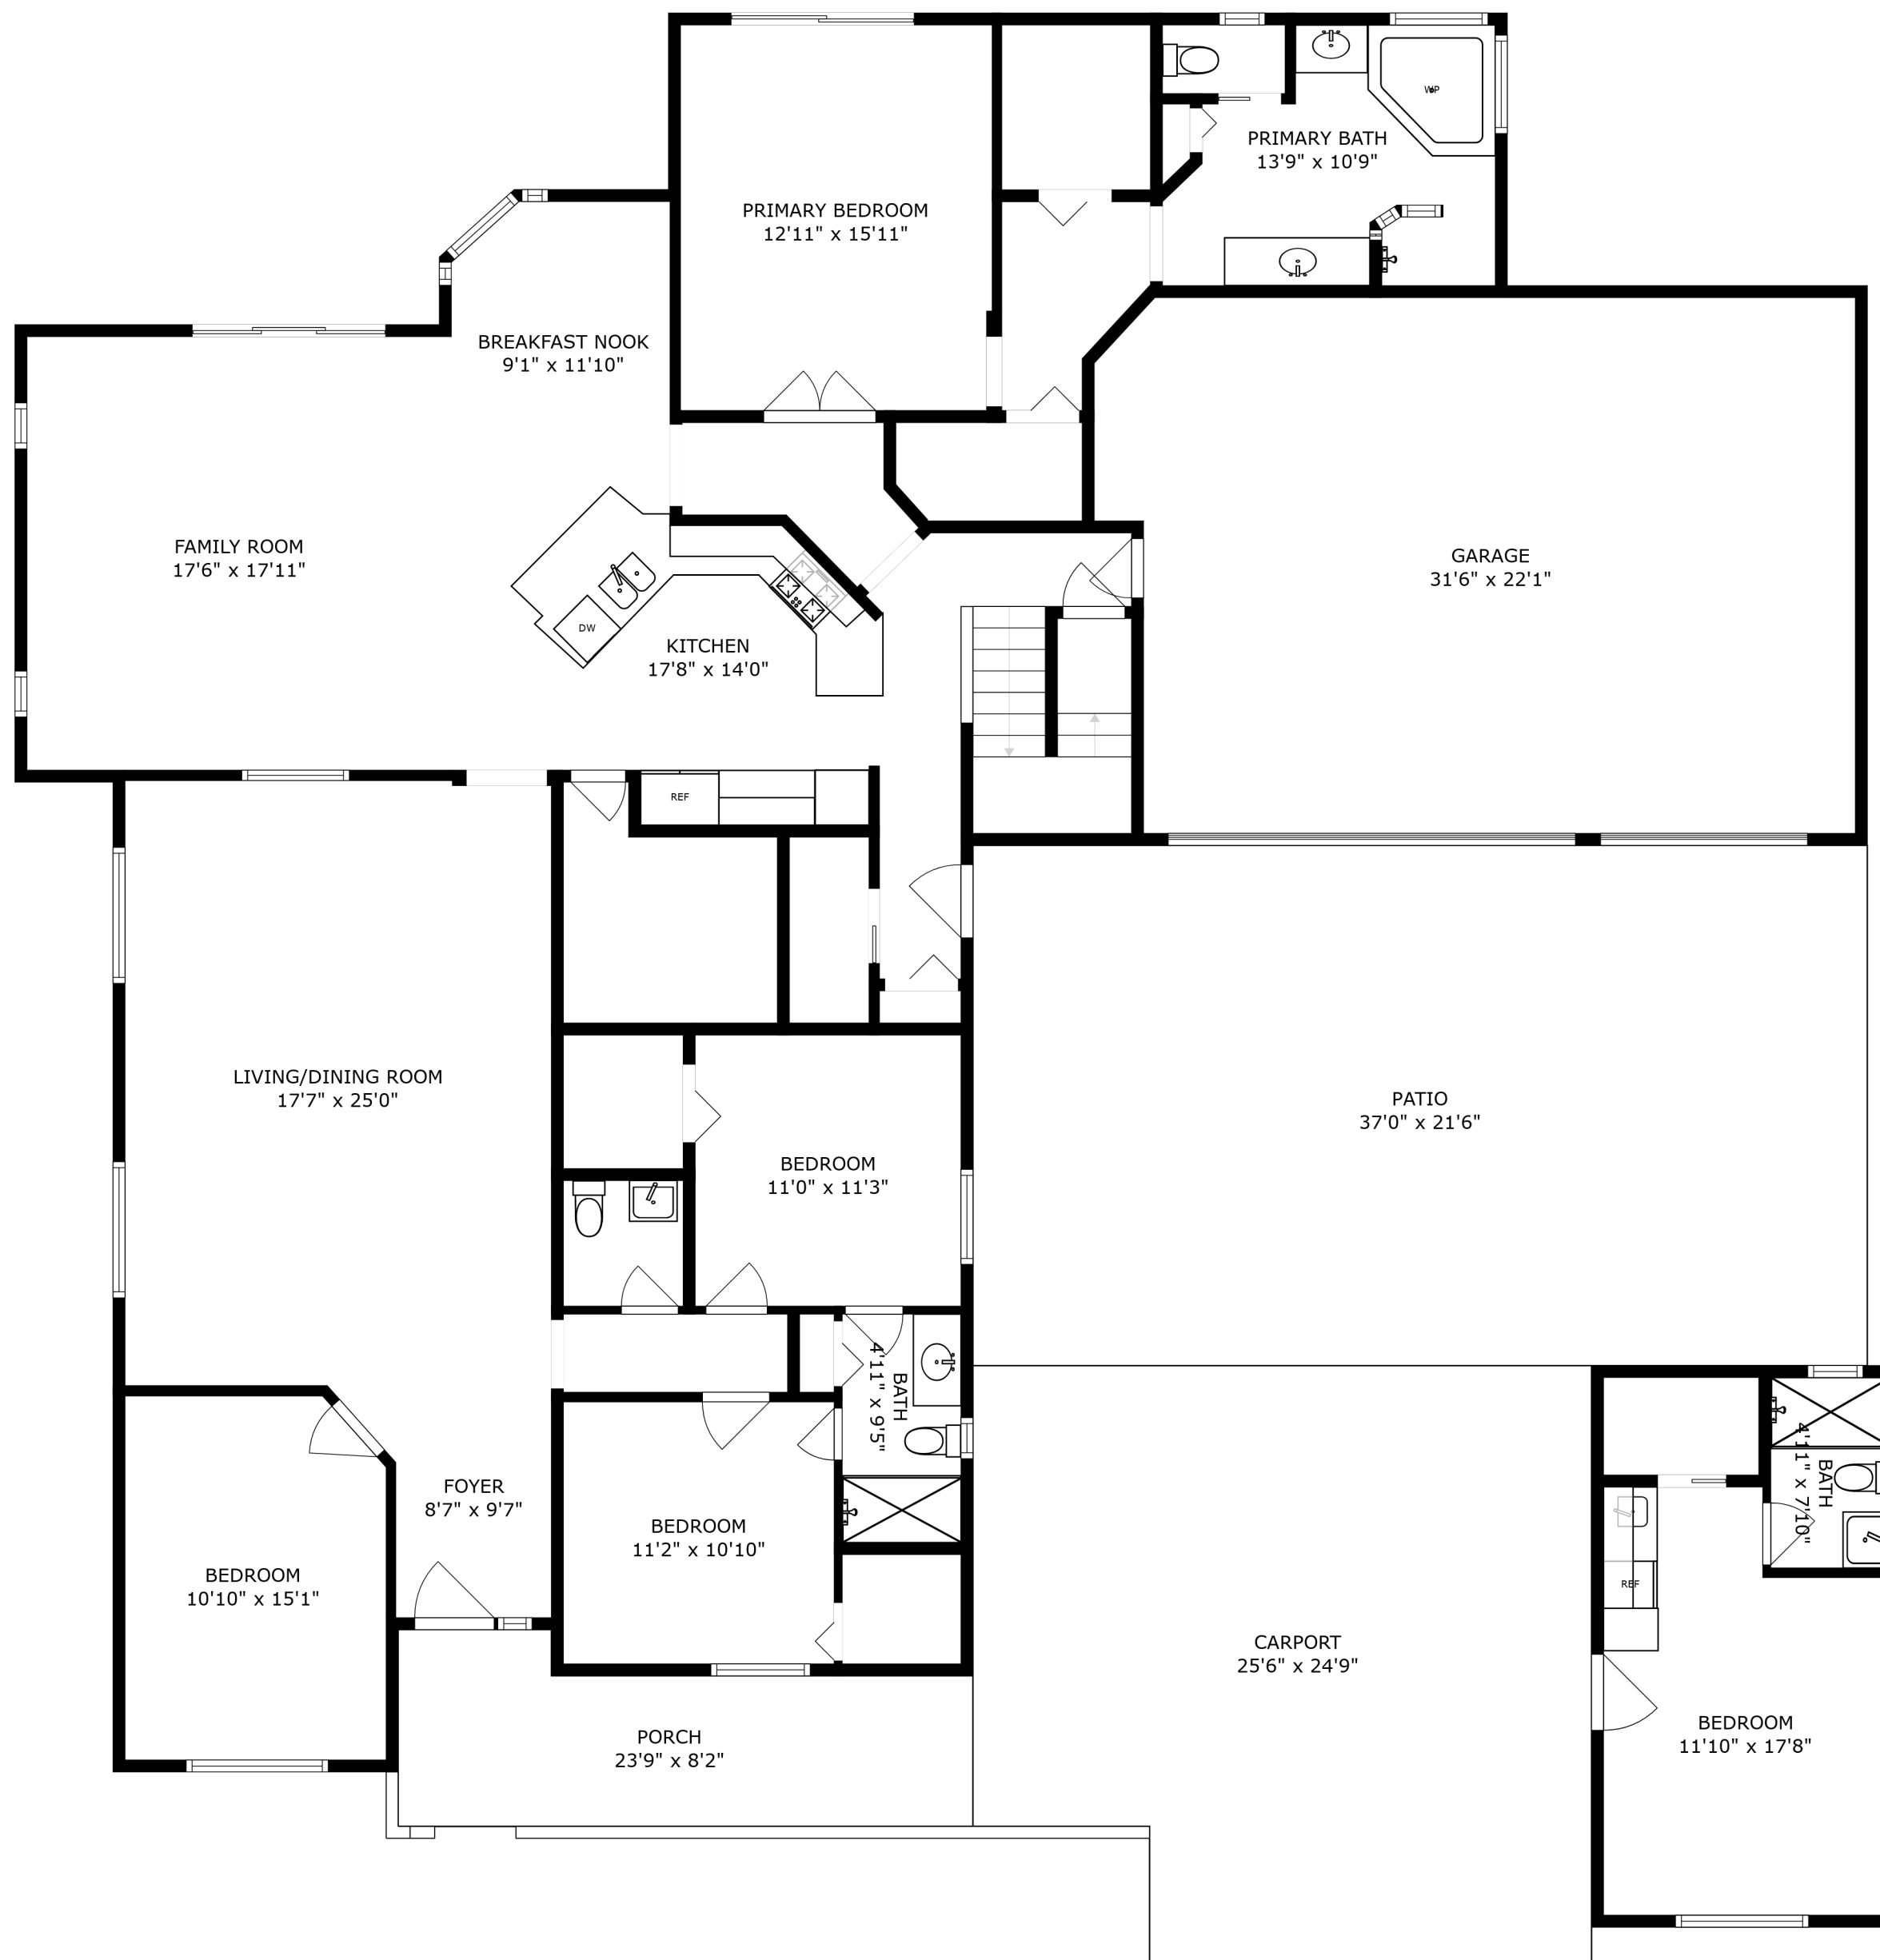 WP
PRIMARY BATH
13'9" x 10'9"
PRIMARY BEDROOM
12'11" x 15'11"
BREAKFAST NOOK
9'1" x 11'10"
FAMILY ROOM
17'6" x 17'11"
GARAGE
31'6" x 22'1"
DW
KITCHEN
17'8" x 14'0"
REF
LIVING/DINING ROOM
17'7" x 25'0"
PATIO
37'0" x 21'6"
BEDROOM
11'0" x 11'3"
BATH
4'11" x 9'5"
BATH
4'11" x 7'10"
FOYER
8'7" x 9'7"
BEDROOM
11'2" x 10'10"
BEDROOM
10'10" x 15'1"
REF
CARPORT
25'6" x 24'9"
BEDROOM
11'10" x 17'8"
PORCH
23'9" x 8'2"